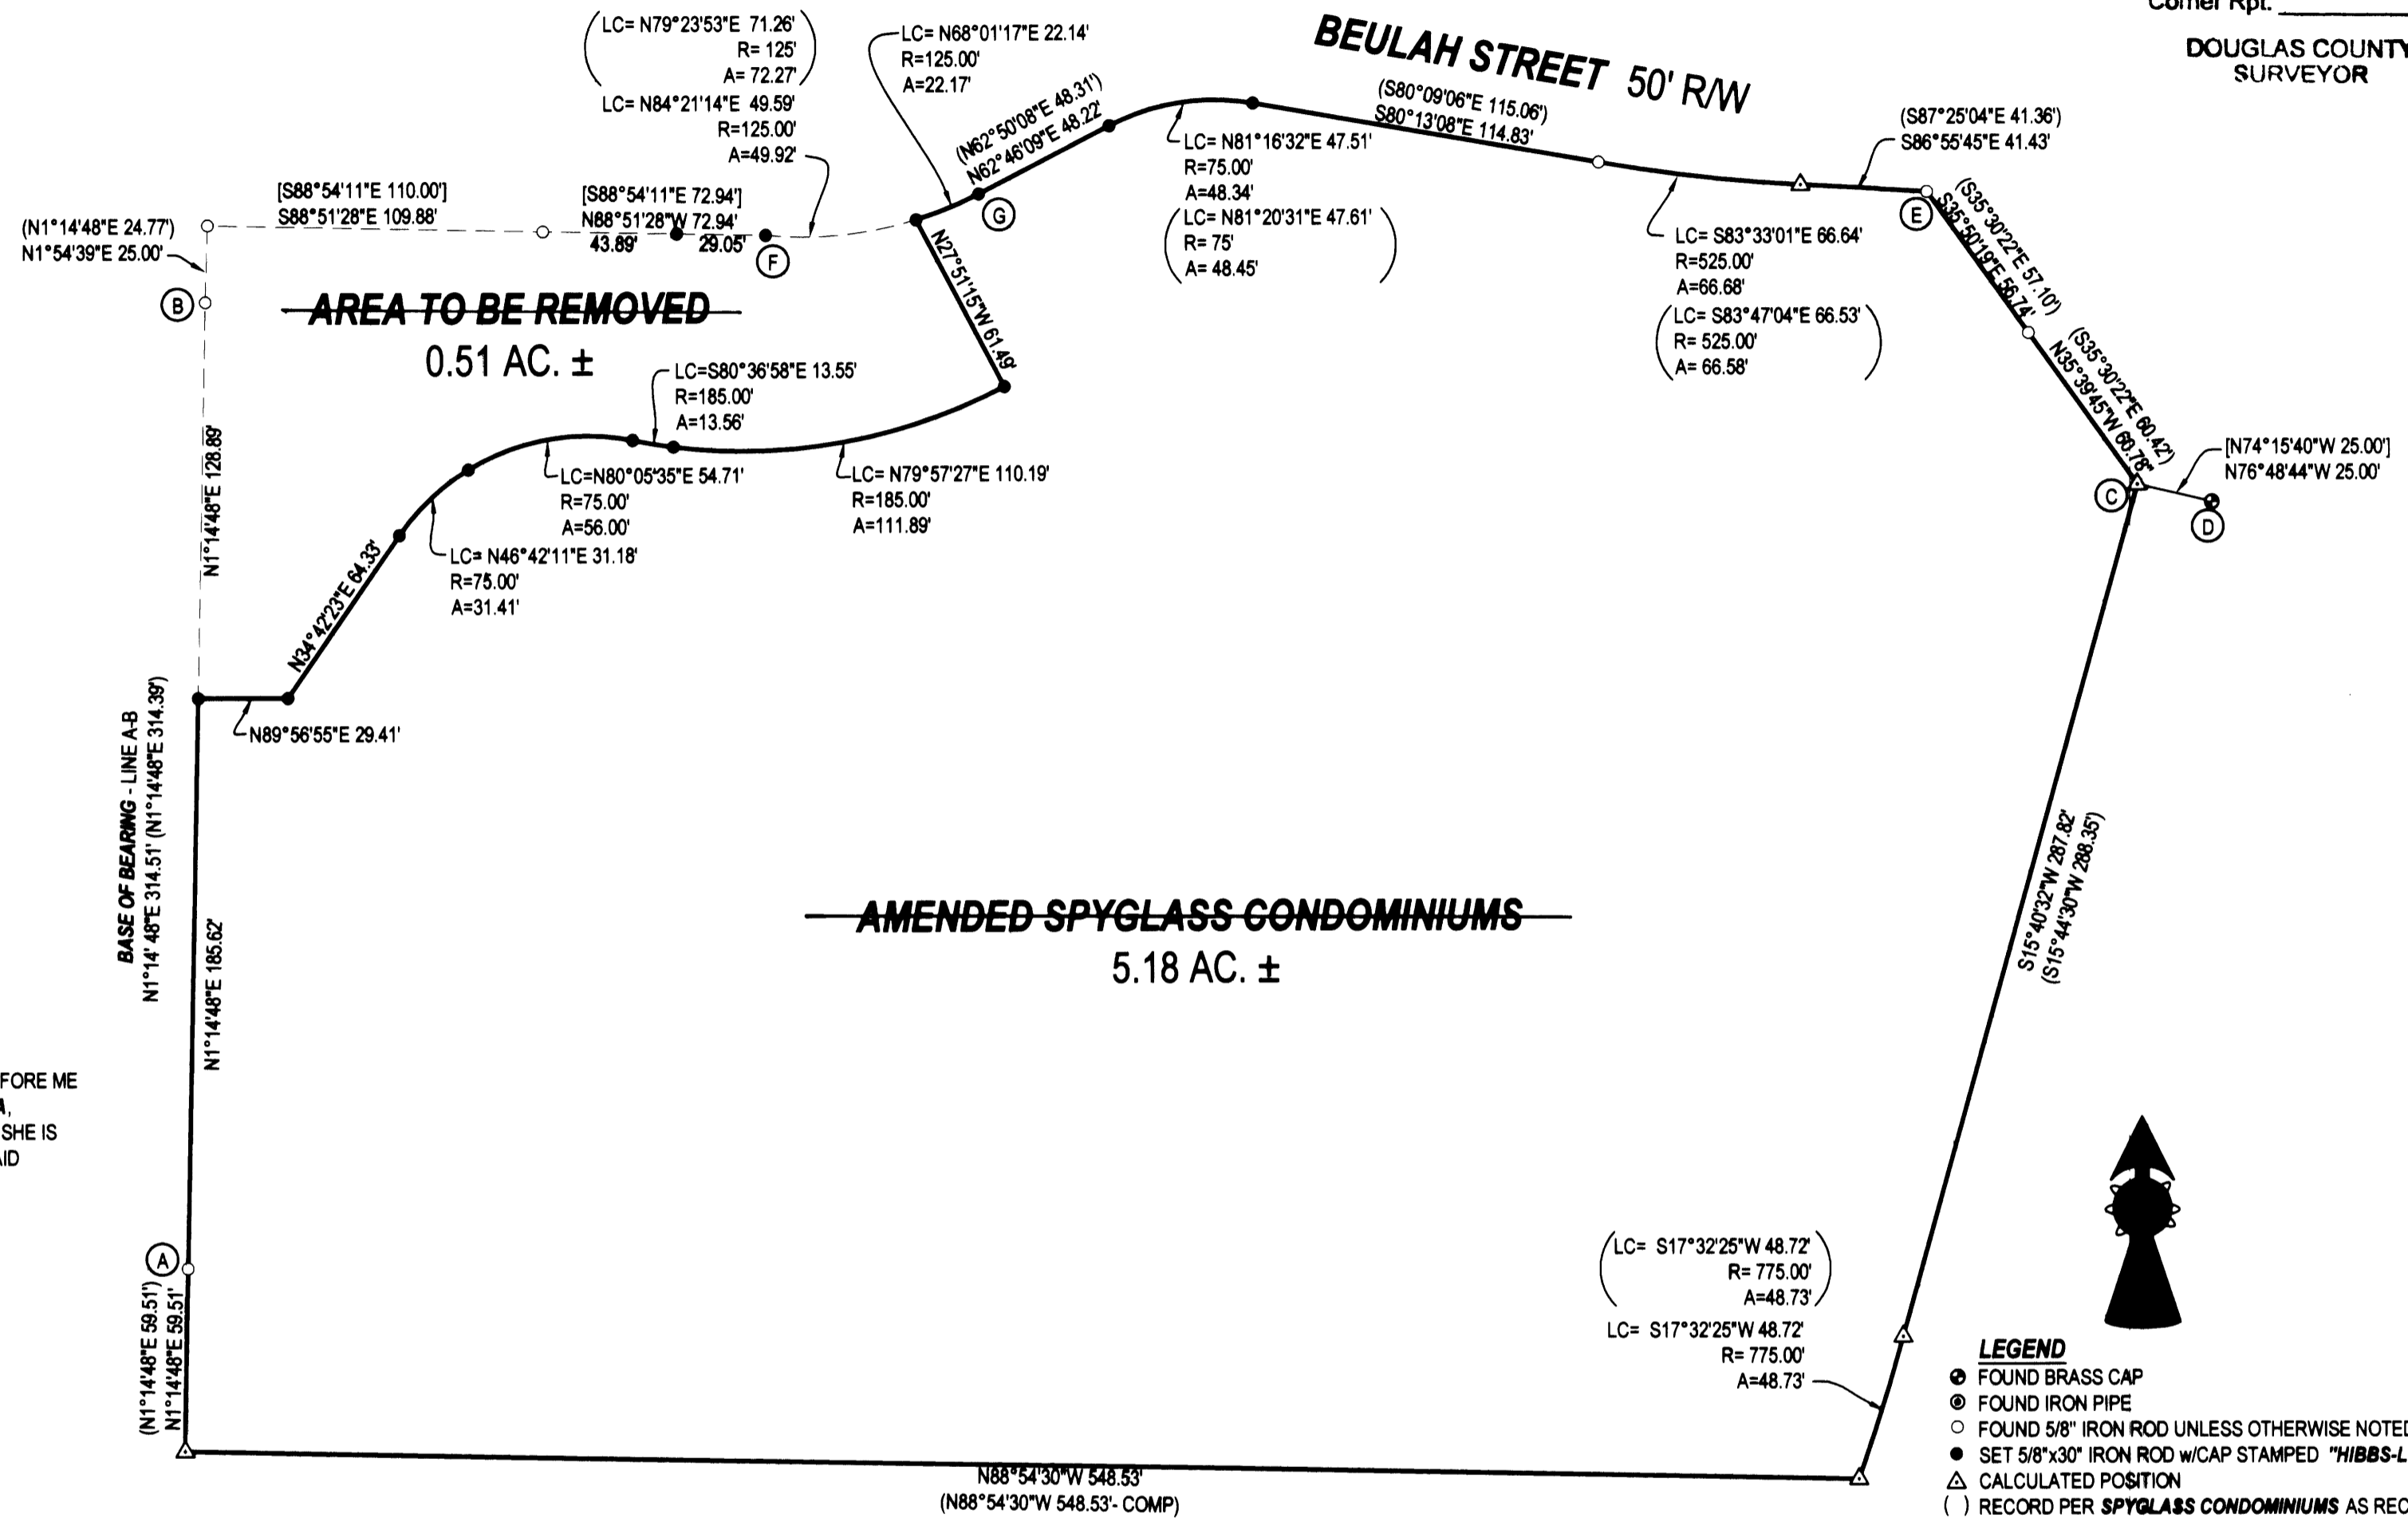 Corner Rpt.
DOUGLAS COUNTY
SURVEYOR
BEULAH STREET 50' R/W
(LC= N79°23'53"E 71.26'
R= 125'
A= 72.27')
LC= N84°21'14"E 49.59'
R=125.00'
A=49.92'
LC= N68°01'17"E 22.14'
R=125.00'
A=22.17'
(N62°50'08"E 48.31')
N62°46'09"E 48.22'
LC= N81°16'32"E 47.51'
R=75.00'
A=48.34'
(LC= N81°20'31"E 47.61'
R= 75'
A= 48.45')
(S80°09'06"E 115.06')
S80°13'08"E 114.83'
(S87°25'04"E 41.36')
S86°55'45"E 41.43'
LC= S83°33'01"E 66.64'
R=525.00'
A=66.68'
(LC= S83°47'04"E 66.53'
R= 525.00'
A= 66.58')
E
(S35°30'22"E 57.10')
S35°50'19"E 56.74'
(S35°30'22"E 60.42')
N35°39'45"W 60.78"
[N74°15'40"W 25.00']
N76°48'44"W 25.00'
C
D
[S88°54'11"E 110.00']
S88°51'28"E 109.88'
[S88°54'11"E 72.94']
N88°51'28"W 72.94'
43.89' 29.05'
F
G
(N1°14'48"E 24.77')
N1°54'39"E 25.00'
B
AREA TO BE REMOVED
0.51 AC. ±
N27°51'15"W 61.49'
LC=S80°36'58"E 13.55'
R=185.00'
A=13.56'
LC=N80°05'35"E 54.71'
R=75.00'
A=56.00'
LC= N79°57'27"E 110.19'
R=185.00'
A=111.89'
LC= N46°42'11"E 31.18'
R=75.00'
A=31.41'
N1°14'48"E 128.89'
N34°42'23"E 64.33'
N89°56'55"E 29.41'
BASE OF BEARING - LINE A-B
N1°14' 48"E 314.51' (N1°14'48"E 314.39')
N1°14'48"E 185.62'
AMENDED SPYGLASS CONDOMINIUMS
5.18 AC. ±
S15°40'32"W 287.82'
(S15°44'30"W 288.35')
FORE ME
A,
SHE IS
AID
A
(N1°14'48"E 59.51')
N1°14'48"E 59.51'
(LC= S17°32'25"W 48.72'
R= 775.00'
A=48.73')
LC= S17°32'25"W 48.72'
R= 775.00'
A=48.73'
N88°54'30"W 548.53'
(N88°54'30"W 548.53'- COMP)
LEGEND
FOUND BRASS CAP
FOUND IRON PIPE
FOUND 5/8" IRON ROD UNLESS OTHERWISE NOTED
SET 5/8"x30" IRON ROD w/CAP STAMPED "HIBBS-L
CALCULATED POSITION
( ) RECORD PER SPYGLASS CONDOMINIUMS AS REC